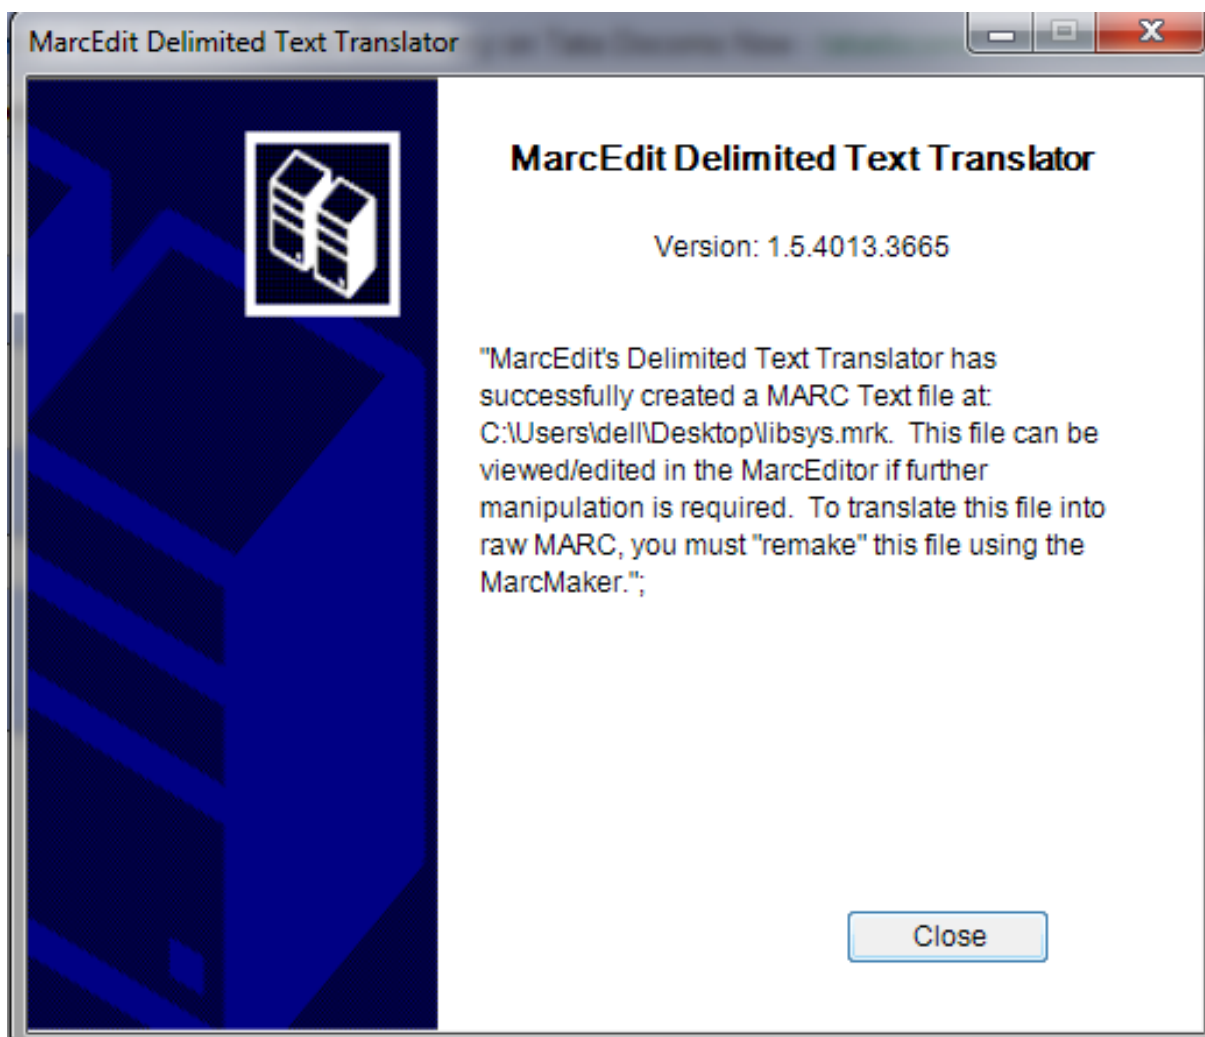 MarcEdit Delimited Text Translator
MarcEdit Delimited Text Translator
Version: 1.5.4013.3665
"MarcEdit's Delimited Text Translator has
successfully created a MARC Text file at:
C:\Users\dell\Desktop\libsys.mrk.  This file can be
viewed/edited in the MarcEditor if further
manipulation is required.  To translate this file into
raw MARC, you must "remake" this file using the
MarcMaker.";
Close